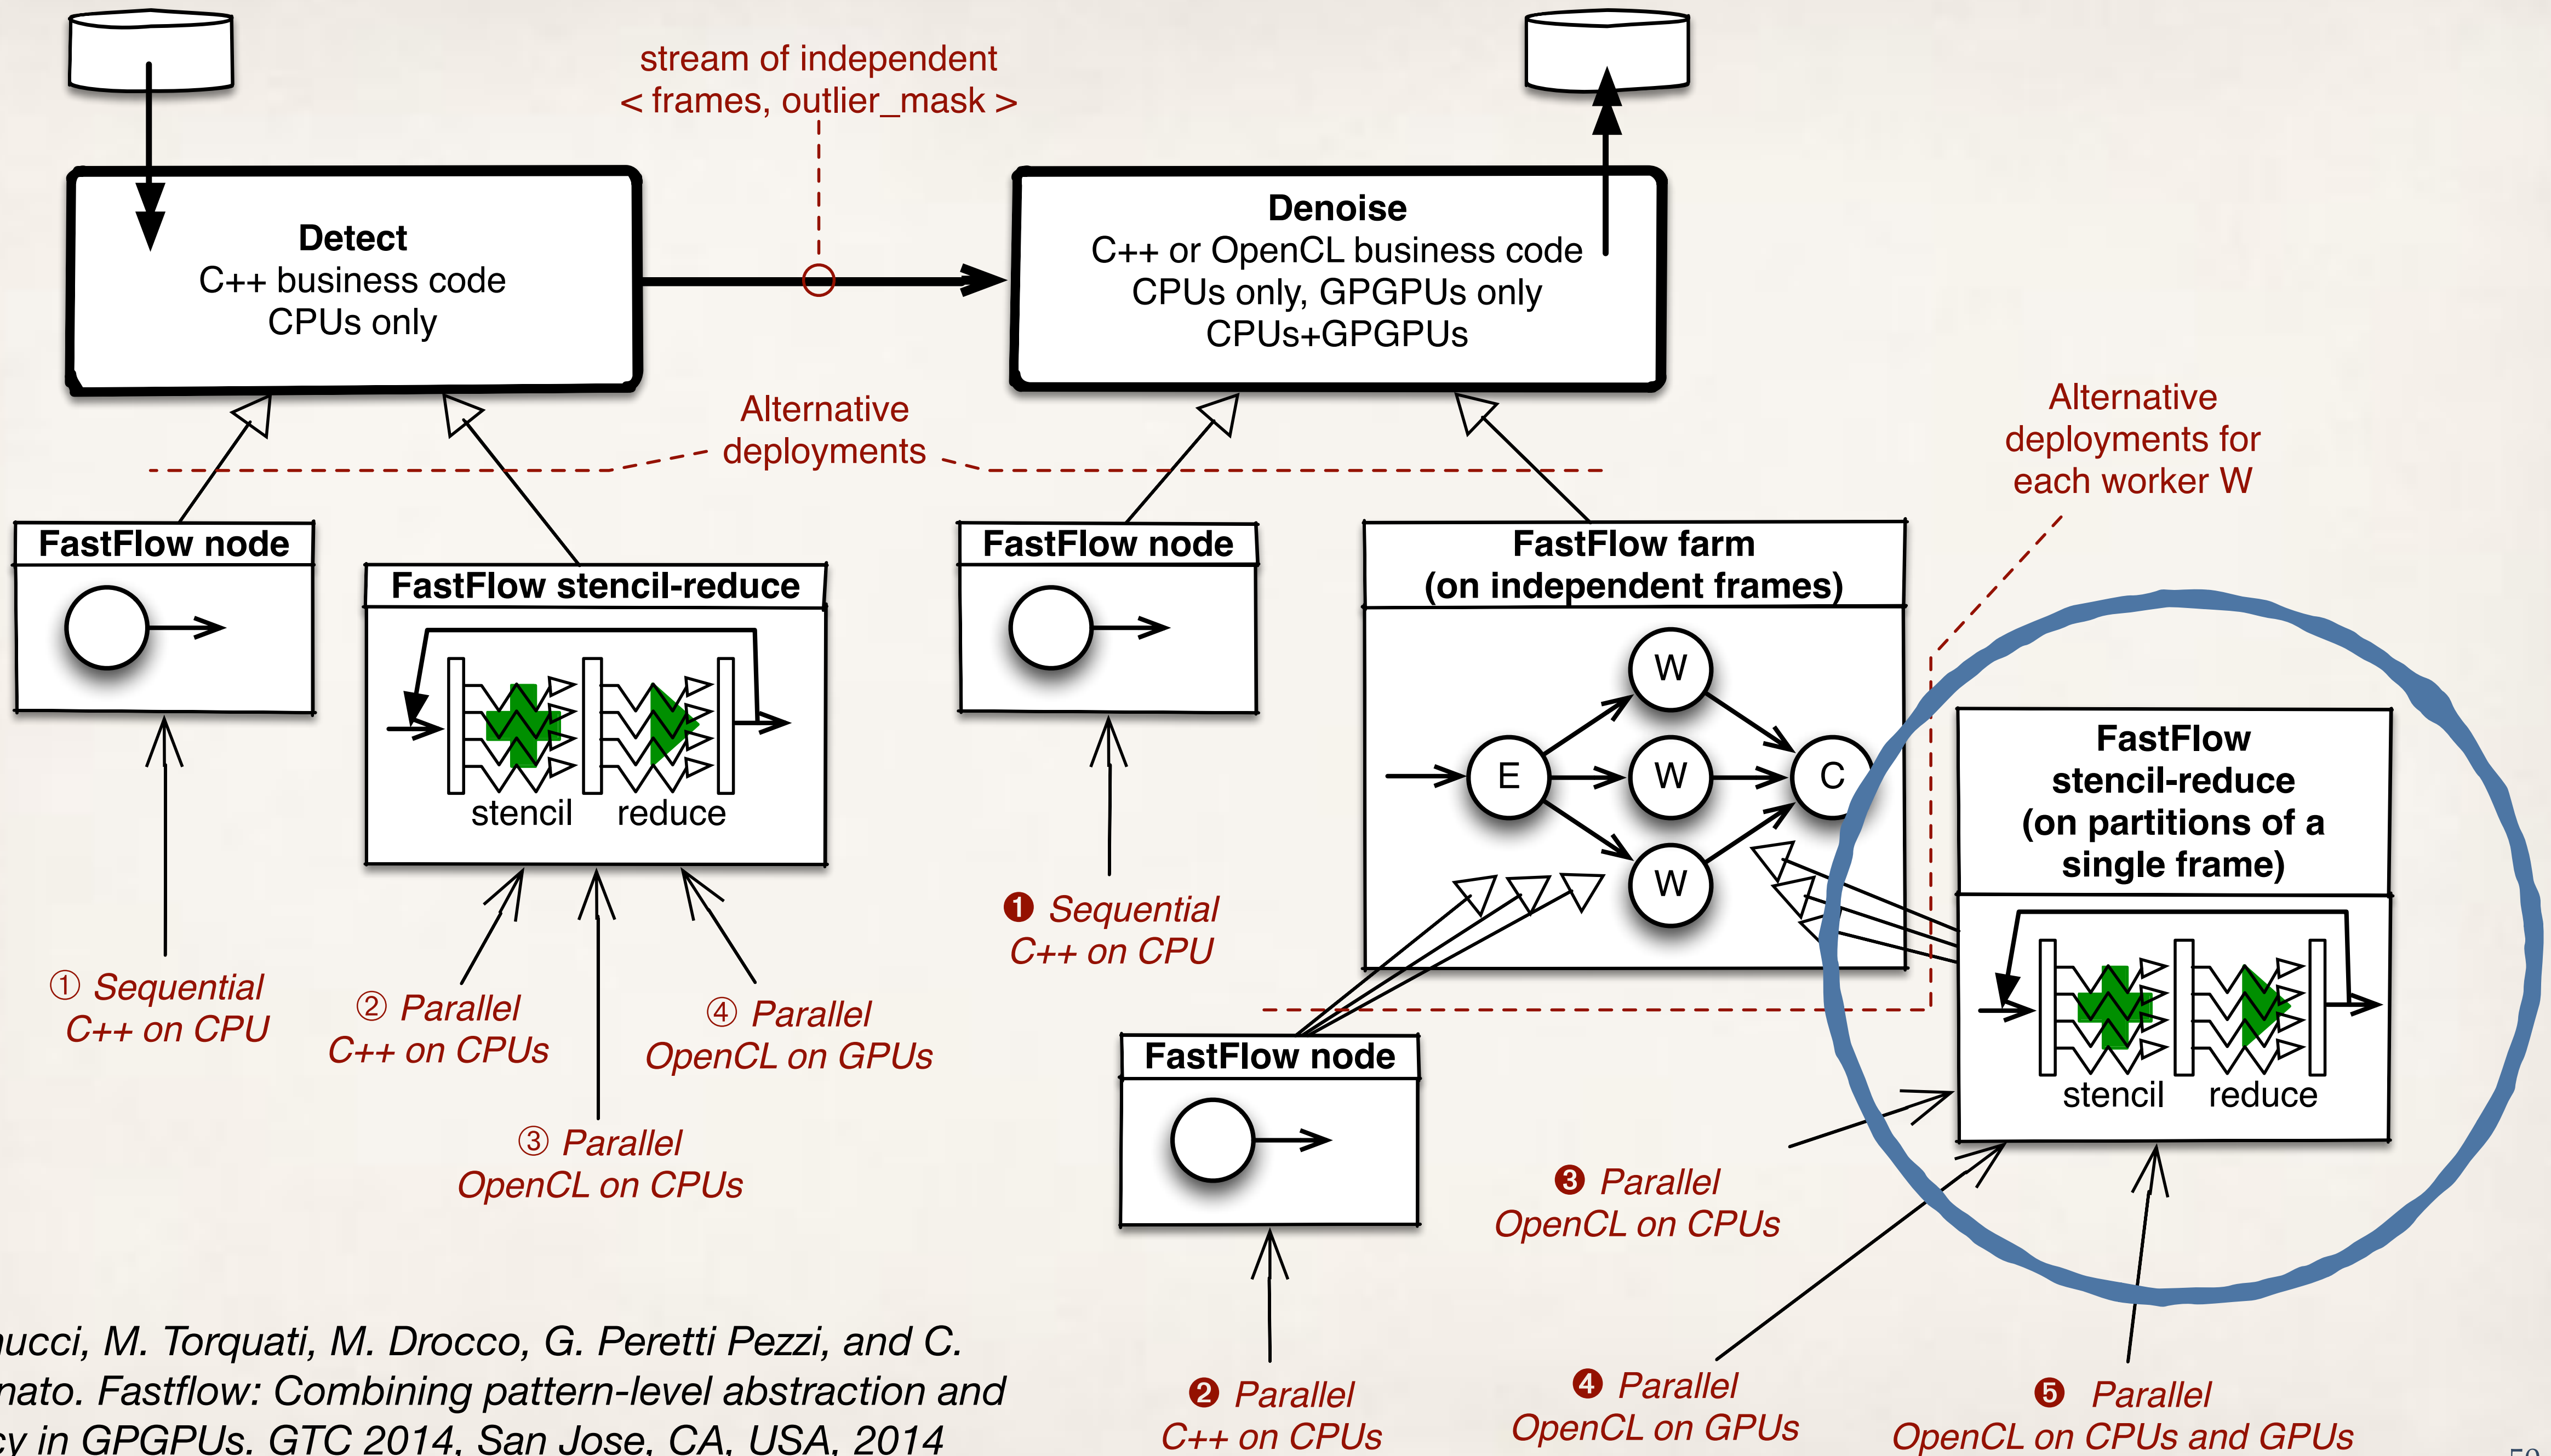 stream of independent
< frames, outlier_mask >
Detect
C++ business code
CPUs only
Denoise
C++ or OpenCL business code
CPUs only, GPGPUs only
CPUs+GPGPUs
Alternative
deployments
Alternative
deployments for
each worker W
FastFlow node
FastFlow stencil-reduce
stencil reduce
① Sequential
C++ on CPU
② Parallel
C++ on CPUs
③ Parallel
OpenCL on CPUs
④ Parallel
OpenCL on GPUs
FastFlow node
❶ Sequential
C++ on CPU
FastFlow farm
(on independent frames)
W
E W C
W
FastFlow
stencil-reduce
(on partitions of a
single frame)
stencil reduce
FastFlow node
❷ Parallel
C++ on CPUs
❸ Parallel
OpenCL on CPUs
❹ Parallel
OpenCL on GPUs
❺ Parallel
OpenCL on CPUs and GPUs
M. Torquati, M. Drocco, G. Peretti Pezzi, and C.
Fastflow: Combining pattern-level abstraction and
in GPGPUs. GTC 2014, San Jose, CA, USA, 2014